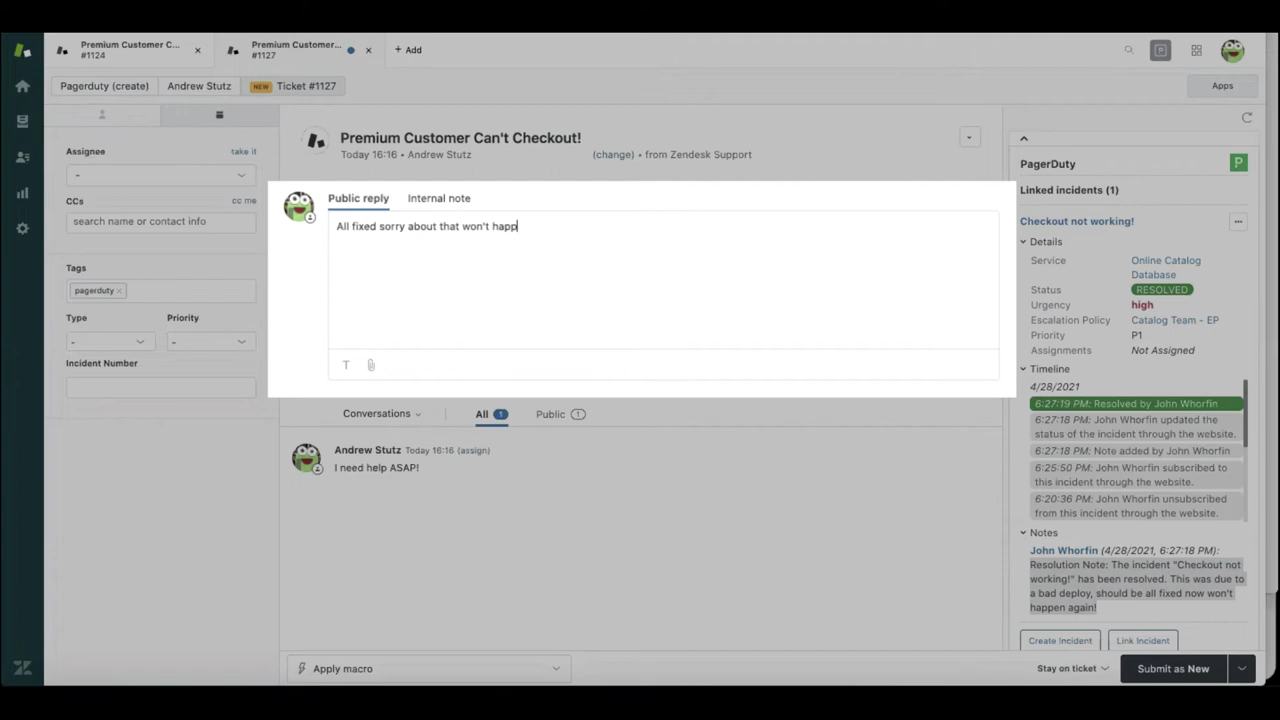 Premium Customer C...
#1124
Premium Customer...
#1127
+ Add
Pagerduty (create)
Andrew Stutz
NEW Ticket #1127
Apps
Assignee
take it
-
CCs
cc me
search name or contact info
Tags
pagerduty ×
Type
Priority
-
-
Incident Number
Premium Customer Can't Checkout!
Today 16:16 • Andrew Stutz
(change) • from Zendesk Support
Public reply
Internal note
All fixed sorry about that won't happ
T
Conversations
All 1
Public 1
Andrew Stutz Today 16:16 (assign)
I need help ASAP!
Apply macro
PagerDuty
P
Linked incidents (1)
Checkout not working!
Details
Service
Online Catalog
Database
Status
RESOLVED
Urgency
high
Escalation Policy
Catalog Team - EP
Priority
P1
Assignments
Not Assigned
Timeline
4/28/2021
6:27:19 PM: Resolved by John Whorfin
6:27:18 PM: John Whorfin updated the
status of the incident through the website.
6:27:18 PM: Note added by John Whorfin
6:25:50 PM: John Whorfin subscribed to
this incident through the website.
6:20:36 PM: John Whorfin unsubscribed
from this incident through the website.
Notes
John Whorfin (4/28/2021, 6:27:18 PM):
Resolution Note: The incident "Checkout not
working!" has been resolved. This was due to
a bad deploy, should be all fixed now won't
happen again!
Create Incident
Link Incident
Stay on ticket
Submit as New